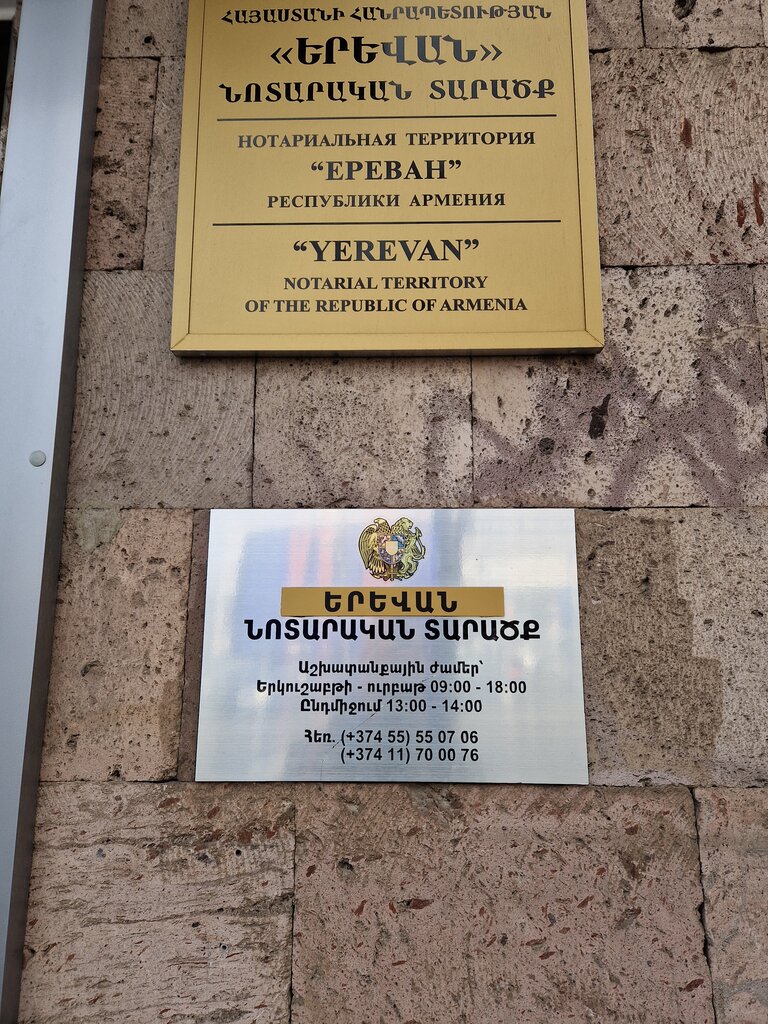 ՀԱՅԱՍՏԱՆԻ ՀԱՆՐԱՊԵՏՈՒԹՅԱՆ
«ԵՐԵՎԱՆ»
ՆՈՏԱՐԱԿԱՆ ՏԱՐԱԾՔ
НОТАРИАЛЬНАЯ ТЕРРИТОРИЯ
“ЕРЕВАН”
РЕСПУБЛИКИ АРМЕНИЯ
“YEREVAN”
NOTARIAL TERRITORY
OF THE REPUBLIC OF ARMENIA
ԵՐԵՎԱՆ
ՆՈՏԱՐԱԿԱՆ ՏԱՐԱԾՔ
Աշխատանքային ժամեր՝
Երկուշաբթի - ուրբաթ 09:00 - 18:00
Ընդմիջում 13:00 - 14:00
Հեռ. (+374 55) 55 07 06
(+374 11) 70 00 76